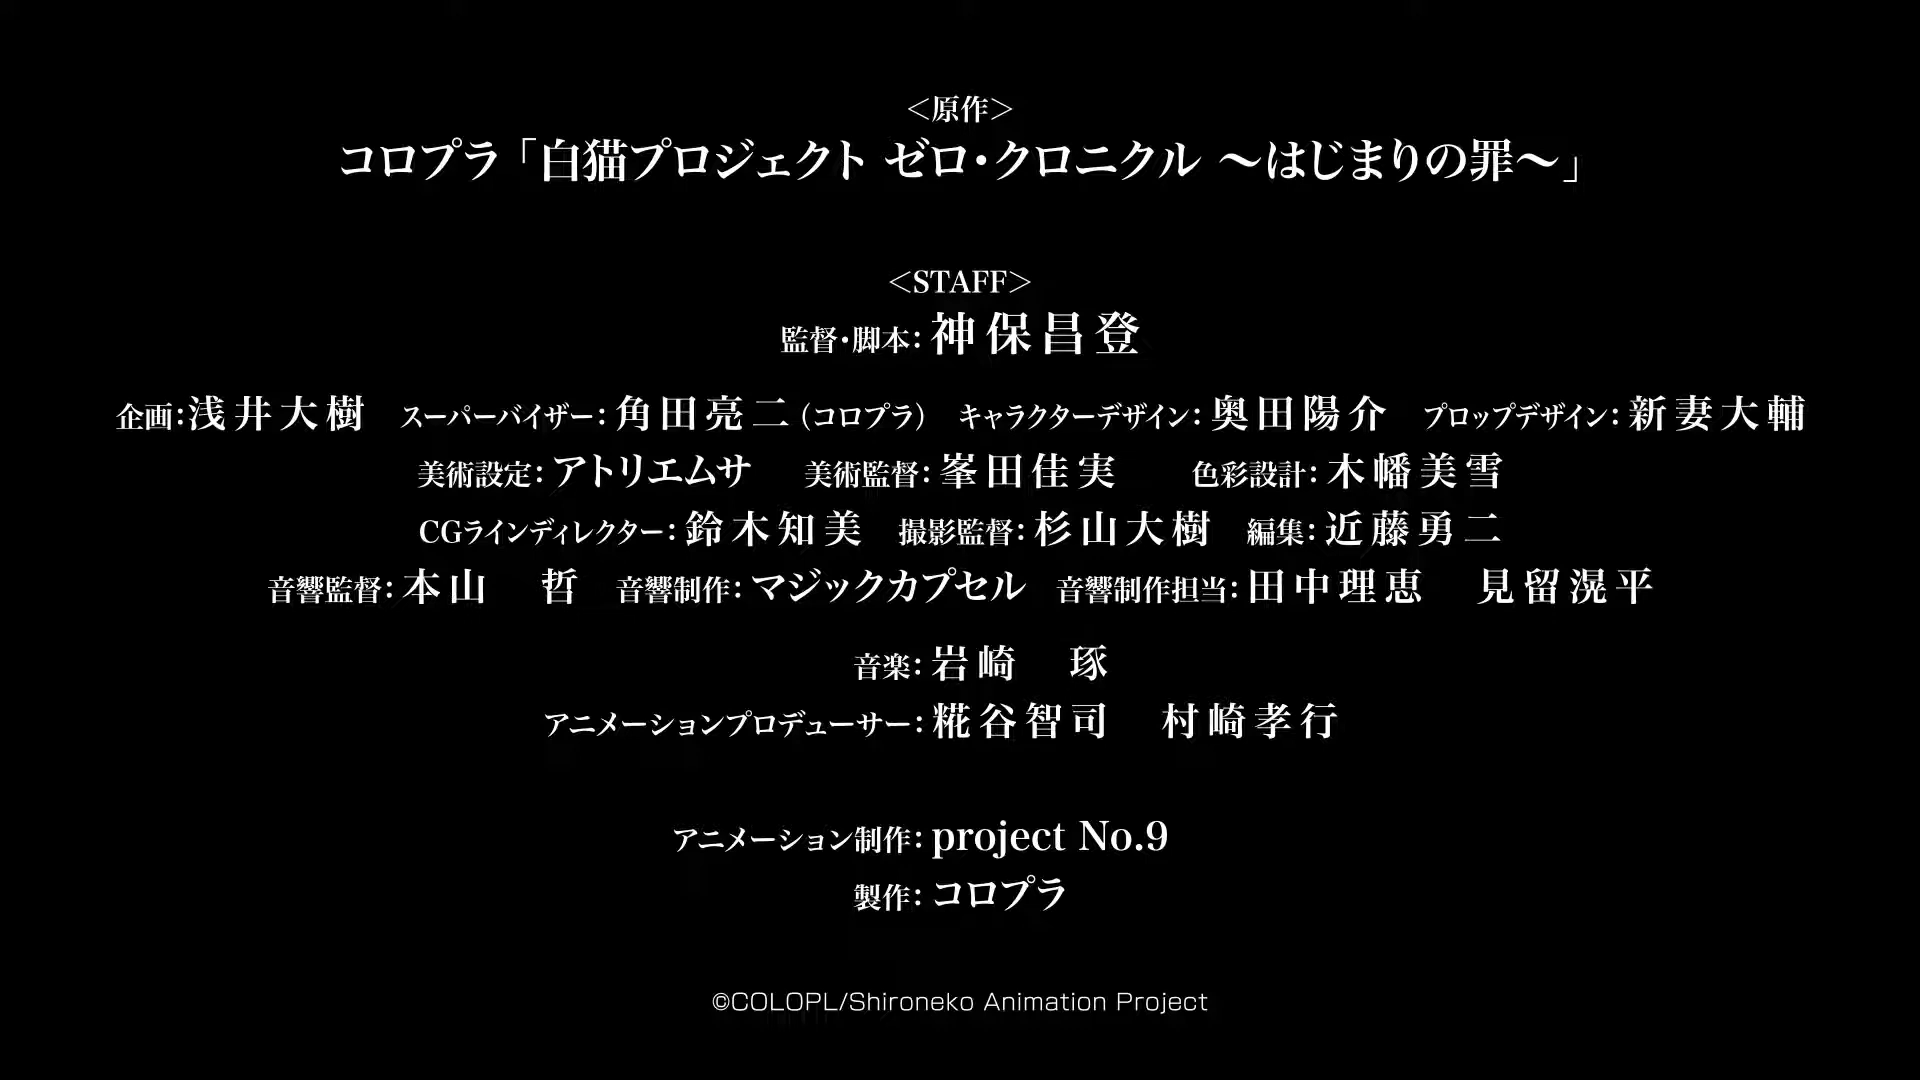 ＜原作＞
コロプラ「白猫プロジェクト ゼロ・クロニクル ～はじまりの罪～」
＜STAFF＞
監督・脚本：神保昌登
企画：浅井大樹　スーパーバイザー：角田亮二（コロプラ）　キャラクターデザイン：奥田陽介　プロップデザイン：新妻大輔
美術設定：アトリエムサ　美術監督：峯田佳実　色彩設計：木幡美雪
CGラインディレクター：鈴木知美　撮影監督：杉山大樹　編集：近藤勇二
音響監督：本山　哲　音響制作：マジックカプセル　音響制作担当：田中理恵　見留滉平
音楽：岩崎　琢
アニメーションプロデューサー：糀谷智司　村崎孝行
アニメーション制作：project No.9
製作：コロプラ
©COLOPL/Shironeko Animation Project